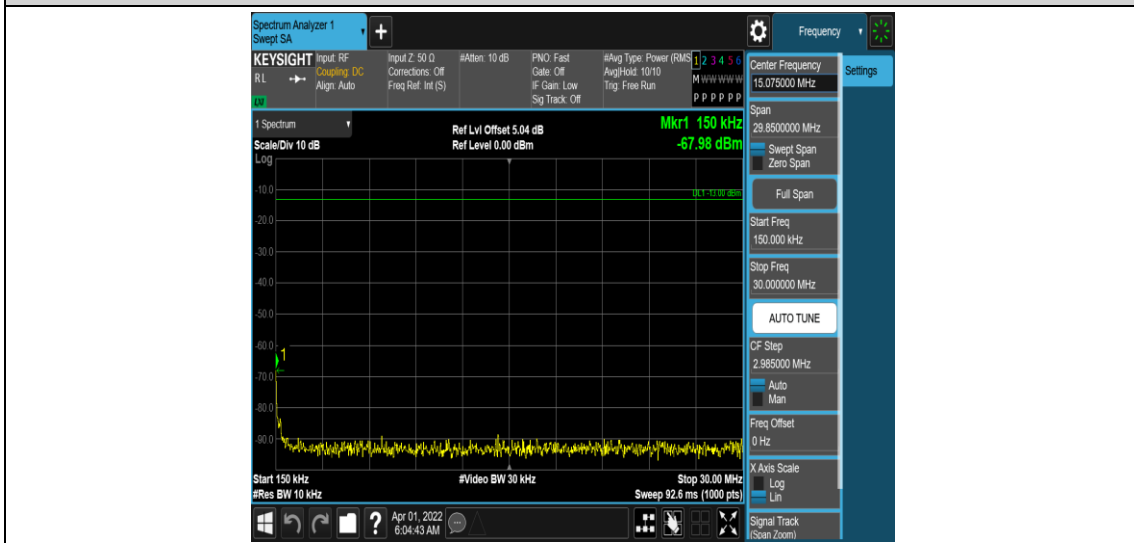 Spectrum Analyzer 1
Swept SA
+
Frequency
KEYSIGHT
Input: RF
Input Z: 50 Ω
#Atten: 10 dB
PNO: Fast
#Avg Type: Power (RMS
1 2 3 4 5 6
RL
Coupling: DC
Corrections: Off
Gate: Off
Avg|Hold: 10/10
M W W W W W
Align: Auto
Freq Ref: Int (S)
IF Gain: Low
Trig: Free Run
Sig Track: Off
P P P P P P
Center Frequency
15.075000 MHz
Settings
Span
29.8500000 MHz
Swept Span
Zero Span
Full Span
Start Freq
150.000 kHz
Stop Freq
30.000000 MHz
AUTO TUNE
CF Step
2.985000 MHz
Auto
Man
Freq Offset
0 Hz
X Axis Scale
Log
Lin
Signal Track
(Span Zoom)
1 Spectrum
Ref Lvl Offset 5.04 dB
Mkr1 150 kHz
Scale/Div 10 dB
Ref Level 0.00 dBm
-67.98 dBm
Log
DL1 -13.00 dBm
-10.0
-20.0
-30.0
-40.0
-50.0
-60.0
1
-70.0
-80.0
-90.0
Start 150 kHz
#Video BW 30 kHz
Stop 30.00 MHz
#Res BW 10 kHz
Sweep 92.6 ms (1000 pts)
?
Apr 01, 2022
6:04:43 AM